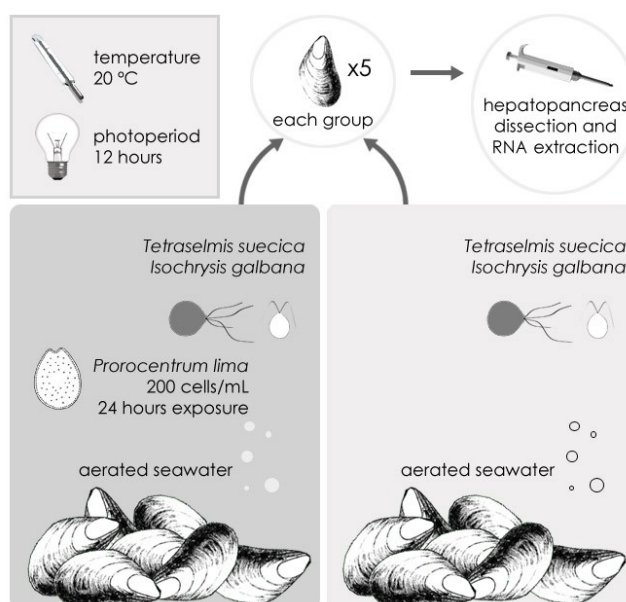 temperature
20 ºC
photoperiod
12 hours
x5
each group
hepatopancreas
dissection and
RNA extraction
Tetraselmis suecica
Isochrysis galbana
Prorocentrum lima
200 cells/mL
24 hours exposure
aerated seawater
Tetraselmis suecica
Isochrysis galbana
aerated seawater